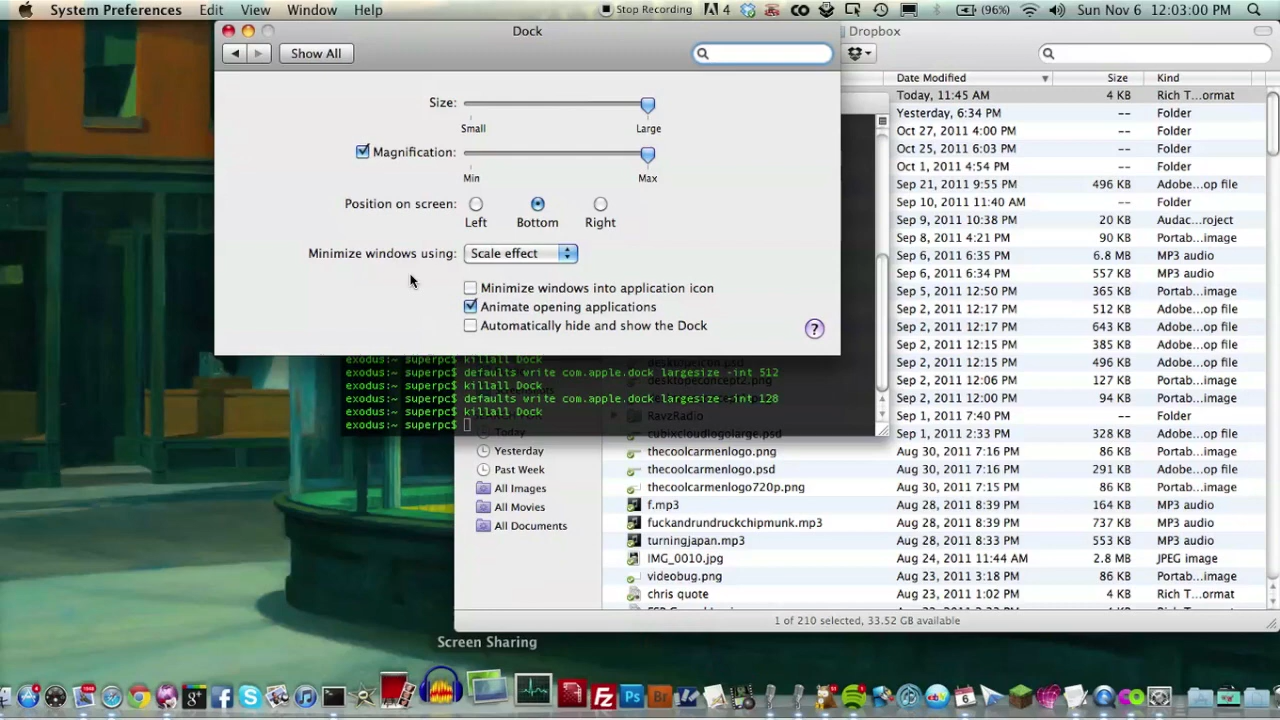 System Preferences Edit View Window Help
Stop Recording 4 (96%) Sun Nov 6 12:03:00 PM
Dock
Show All
Size:
Small Large
Magnification:
Min Max
Position on screen:
Left Bottom Right
Minimize windows using: Scale effect
Minimize windows into application icon
Animate opening applications
Automatically hide and show the Dock
?
exodus:~ superpc$ killall Dock
exodus:~ superpc$ defaults write com.apple.dock largesize -int 512
exodus:~ superpc$ killall Dock
exodus:~ superpc$ defaults write com.apple.dock largesize -int 128
exodus:~ superpc$ killall Dock
exodus:~ superpc$
Dropbox
Date Modified Size Kind
Today, 11:45 AM 4 KB Rich T...ormat
Yesterday, 6:34 PM -- Folder
Oct 27, 2011 4:00 PM -- Folder
Oct 25, 2011 6:03 PM -- Folder
Oct 1, 2011 4:54 PM -- Folder
Sep 21, 2011 9:55 PM 496 KB Adobe...op file
Sep 10, 2011 11:40 AM -- Folder
Sep 9, 2011 10:38 PM 20 KB Audac...roject
Sep 8, 2011 4:21 PM 90 KB Portab...image
Sep 6, 2011 6:35 PM 6.8 MB MP3 audio
Sep 6, 2011 6:34 PM 557 KB MP3 audio
Sep 5, 2011 12:50 PM 365 KB Portab...image
Sep 2, 2011 12:17 PM 512 KB Adobe...op file
Sep 2, 2011 12:17 PM 643 KB Adobe...op file
Sep 2, 2011 12:15 PM 385 KB Adobe...op file
Sep 2, 2011 12:15 PM 496 KB Adobe...op file
Sep 2, 2011 12:06 PM 127 KB Portab...image
Sep 2, 2011 12:00 PM 94 KB Portab...image
RavzRadio Sep 1, 2011 7:40 PM -- Folder
cubixcloudlogolarge.psd Sep 1, 2011 2:33 PM 328 KB Adobe...op file
thecoolcarmenlogo.png Aug 30, 2011 7:16 PM 86 KB Portab...image
thecoolcarmenlogo.psd Aug 30, 2011 7:16 PM 291 KB Adobe...op file
thecoolcarmenlogo720p.png Aug 30, 2011 7:15 PM 86 KB Portab...image
f.mp3 Aug 28, 2011 8:39 PM 164 KB MP3 audio
fuckandrundruckchipmunk.mp3 Aug 28, 2011 8:39 PM 737 KB MP3 audio
turningjapan.mp3 Aug 28, 2011 8:33 PM 553 KB MP3 audio
IMG_0010.jpg Aug 24, 2011 11:44 AM 2.8 MB JPEG image
videobug.png Aug 23, 2011 3:18 PM 86 KB Portab...image
chris quote Aug 23, 2011 1:02 PM 4 KB Rich T...ormat
Today
Yesterday
Past Week
All Images
All Movies
All Documents
1 of 210 selected, 33.52 GB available
Screen Sharing